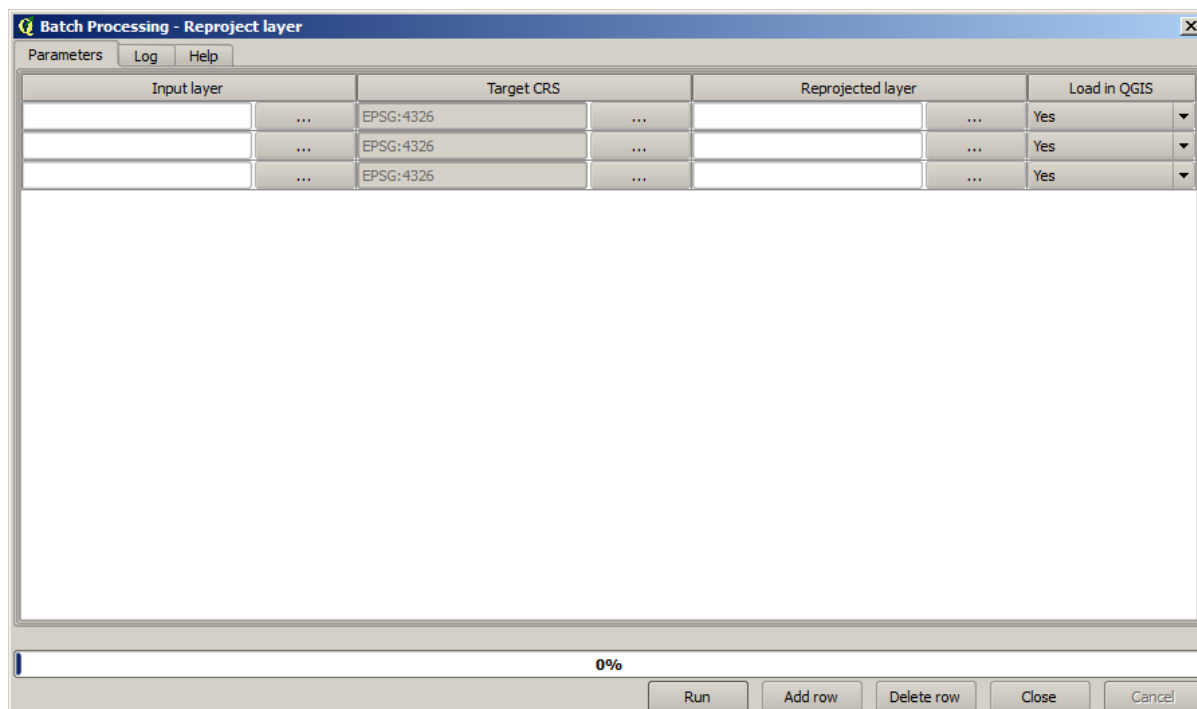 Batch Processing - Reproject layer
Parameters Log Help
Input layer Target CRS Reprojected layer Load in QGIS
... EPSG:4326 ... ... Yes
... EPSG:4326 ... ... Yes
... EPSG:4326 ... ... Yes
0%
Run Add row Delete row Close Cancel